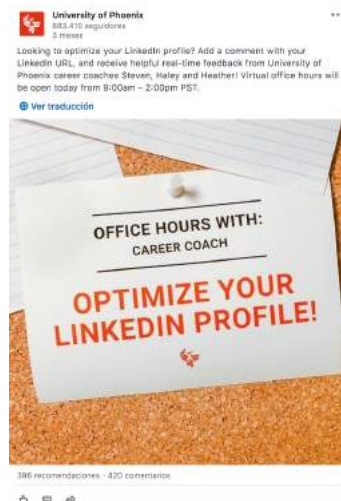 University of Phoenix
883.410 seguidores
3 meses
Looking to optimize your LinkedIn profile? Add a comment with your
LinkedIn URL, and receive helpful real-time feedback from University of
Phoenix career coaches Steven, Haley and Heather! Virtual office hours will
be open today from 9:00am – 2:00pm PST.
Ver traducción
OFFICE HOURS WITH:
CAREER COACH
OPTIMIZE YOUR
LINKEDIN PROFILE!
396 recomendaciones · 420 comentarios